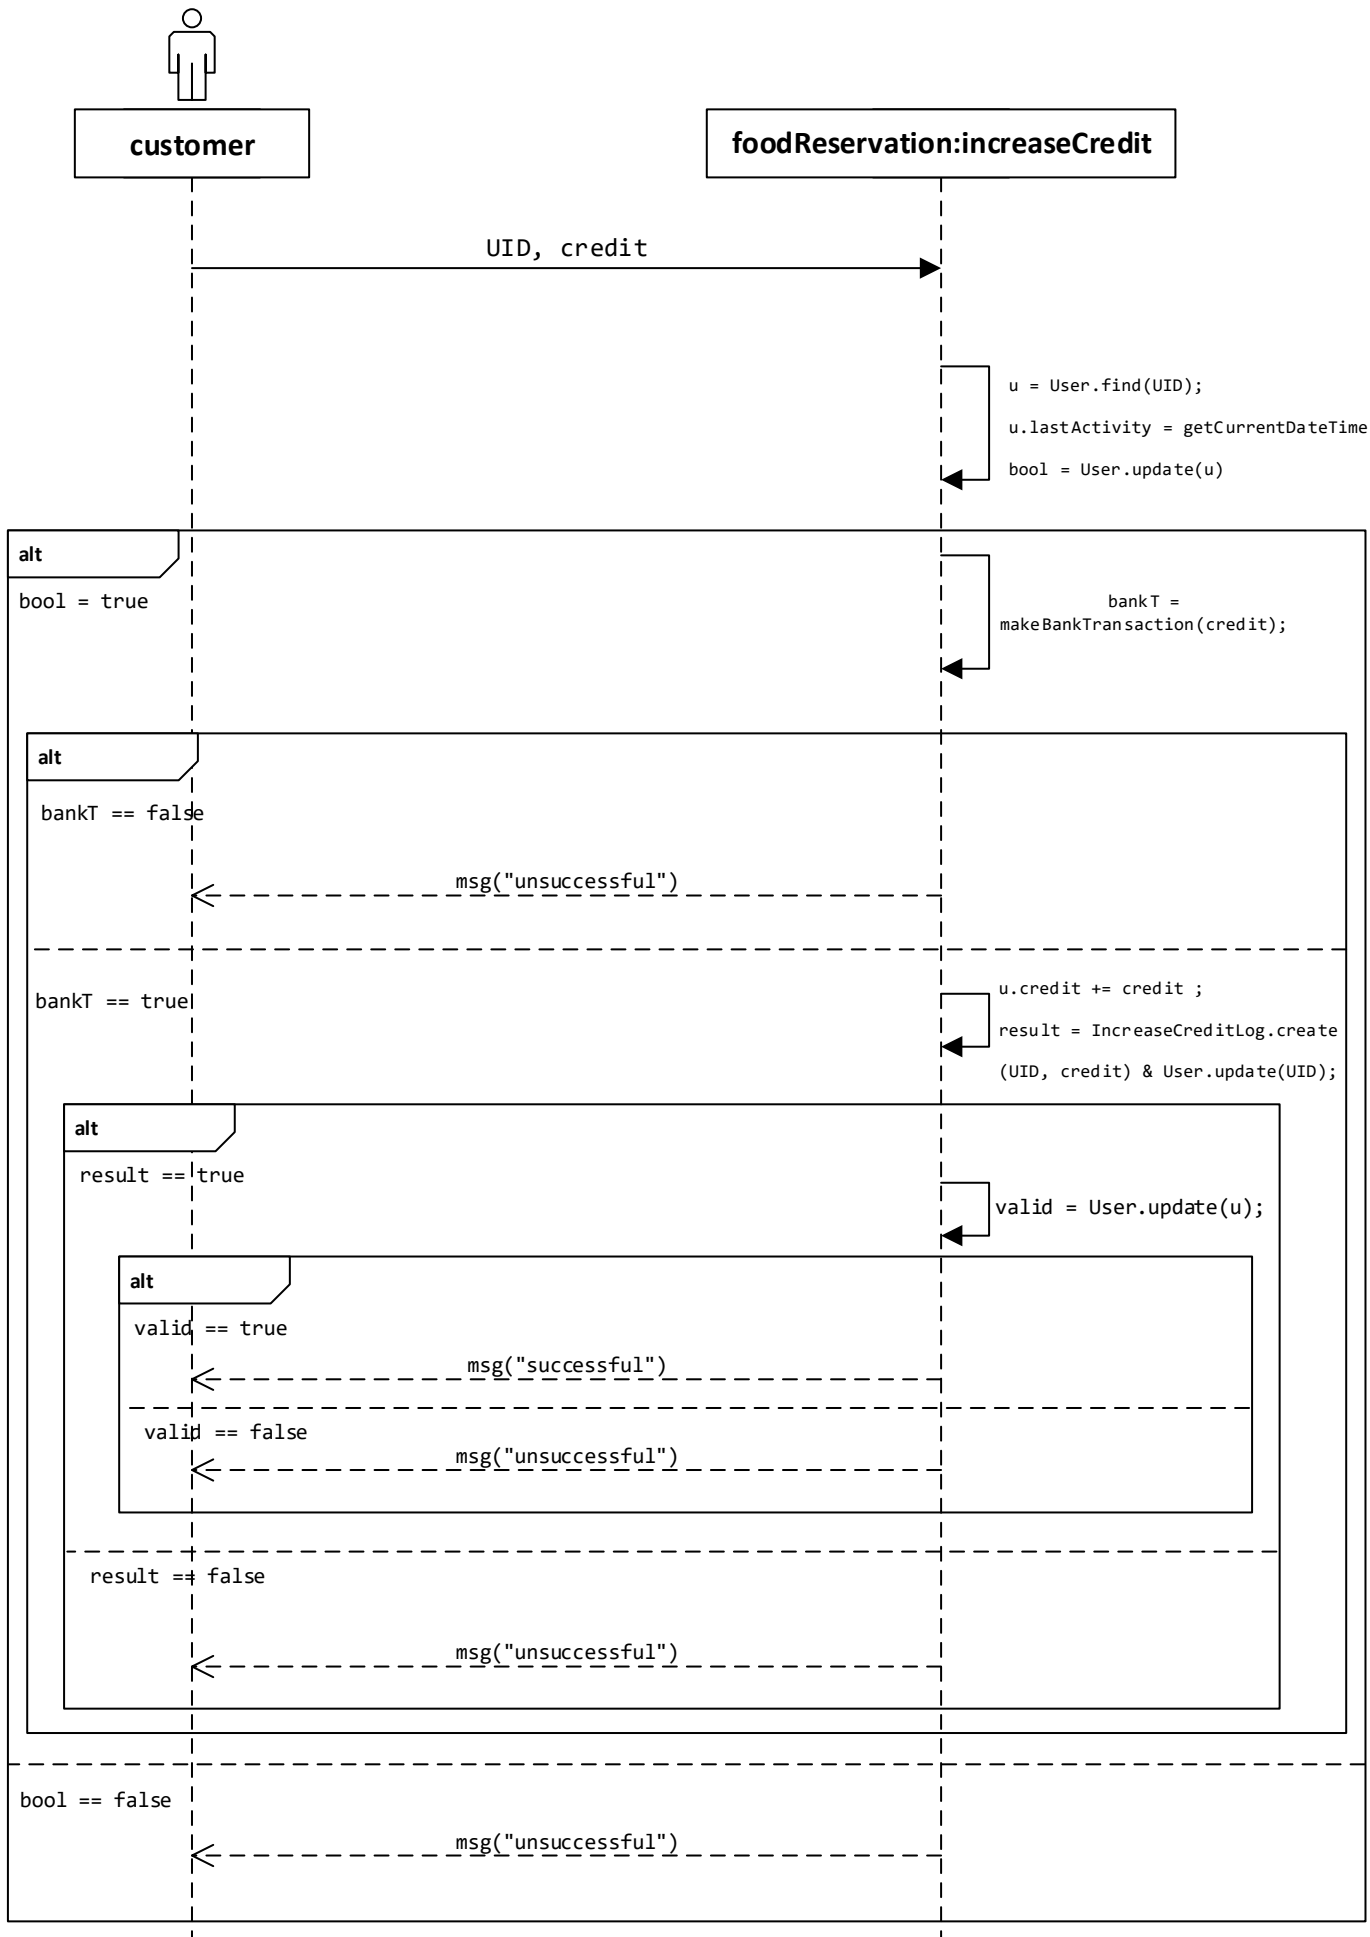 customer
foodReservation:increaseCredit
UID, credit
u = User.find(UID);
u.lastActivity = getCurrentDateTime
bool = User.update(u)
alt
bool = true
bankT =
makeBankTransaction(credit);
alt
bankT == false
msg("unsuccessful")
bankT == true
u.credit += credit ;
result = IncreaseCreditLog.create
(UID, credit) & User.update(UID);
alt
result == true
valid = User.update(u);
alt
valid == true
msg("successful")
valid == false
msg("unsuccessful")
result == false
msg("unsuccessful")
bool == false
msg("unsuccessful")